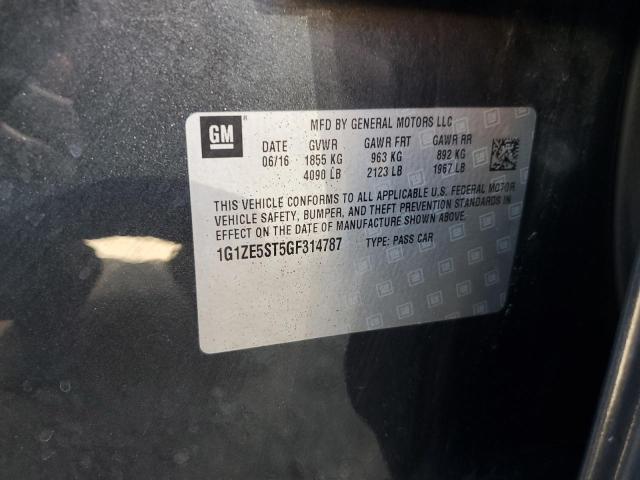 GM ®
MFD BY GENERAL MOTORS LLC
DATE GVWR GAWR FRT GAWR RR
06/16 1855 KG 963 KG 892 KG
4090 LB 2123 LB 1967 LB
THIS VEHICLE CONFORMS TO ALL APPLICABLE U.S. FEDERAL MOTOR
VEHICLE SAFETY, BUMPER, AND THEFT PREVENTION STANDARDS IN
EFFECT ON THE DATE OF MANUFACTURE SHOWN ABOVE.
1G1ZE5ST5GF314787 TYPE: PASS CAR